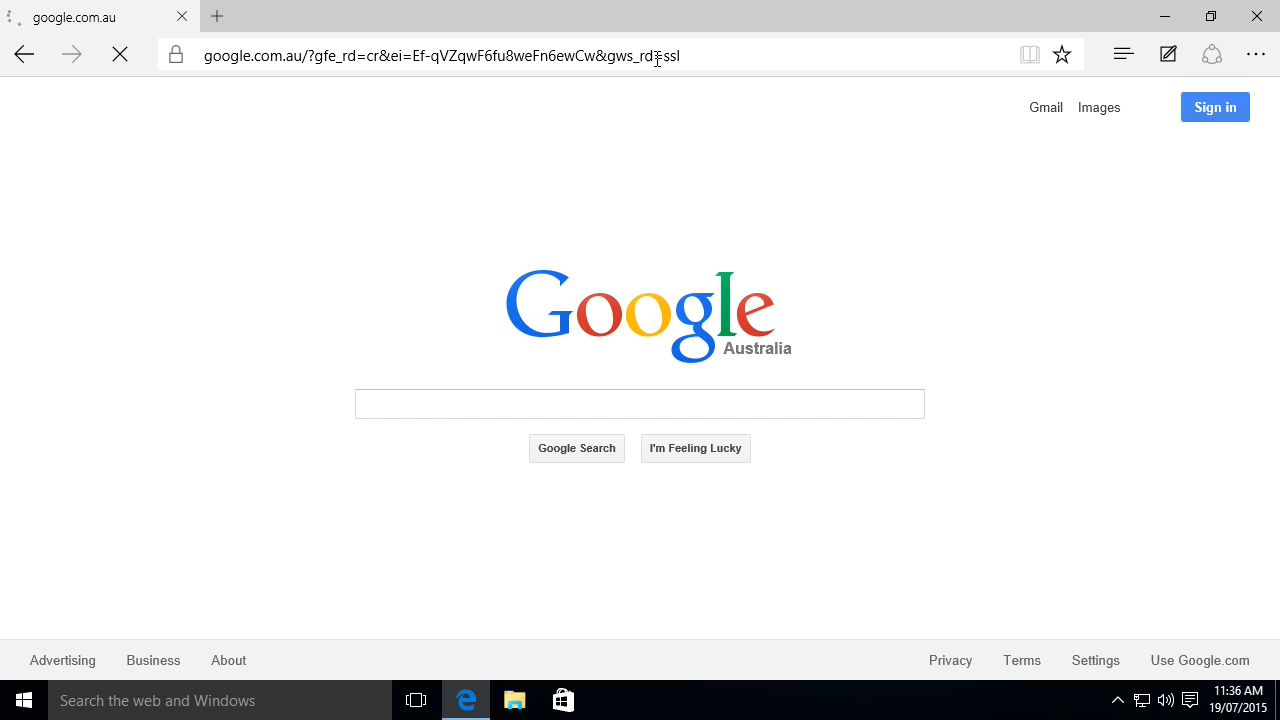 google.com.au
google.com.au/?gfe_rd=cr&ei=Ef-qVZqwF6fu8weFn6ewCw&gws_rd=ssl
Gmail Images Sign in
Google
Australia
Google Search I'm Feeling Lucky
Advertising Business About Privacy Terms Settings Use Google.com
Search the web and Windows
11:36 AM
19/07/2015